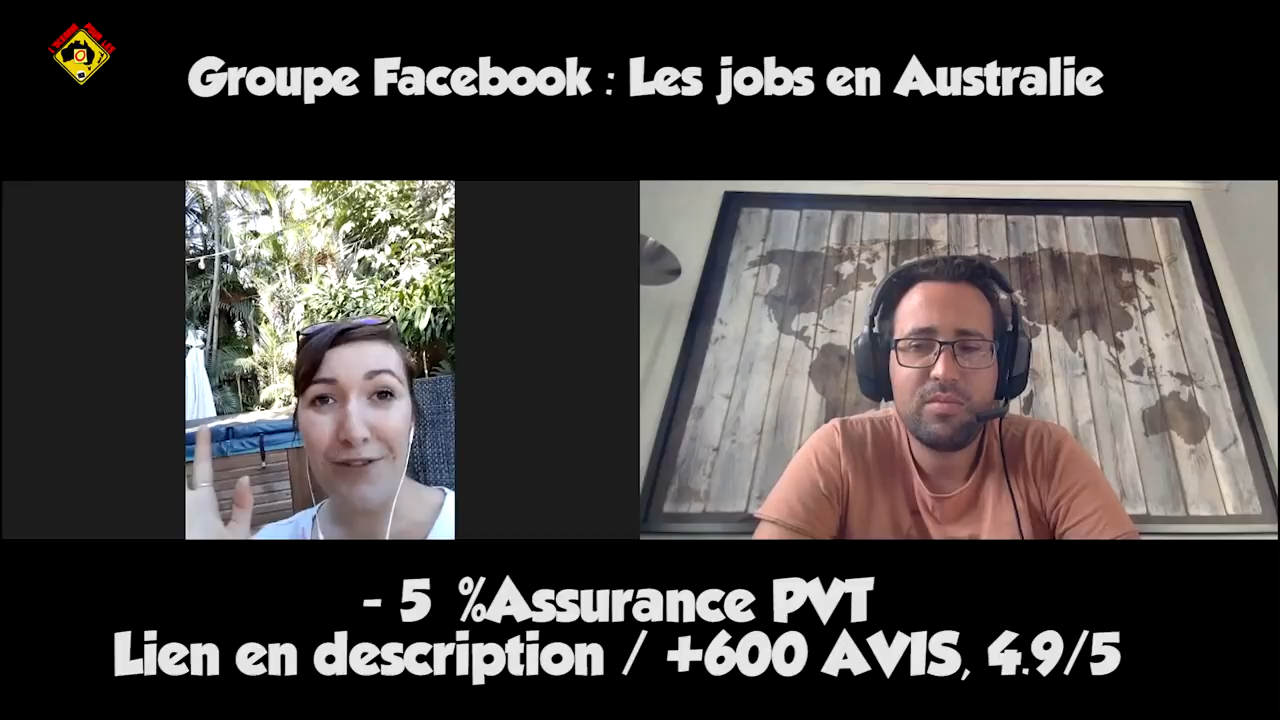 Groupe Facebook : Les jobs en Australie
- 5 %Assurance PVT
Lien en description / +600 AVIS, 4.9/5